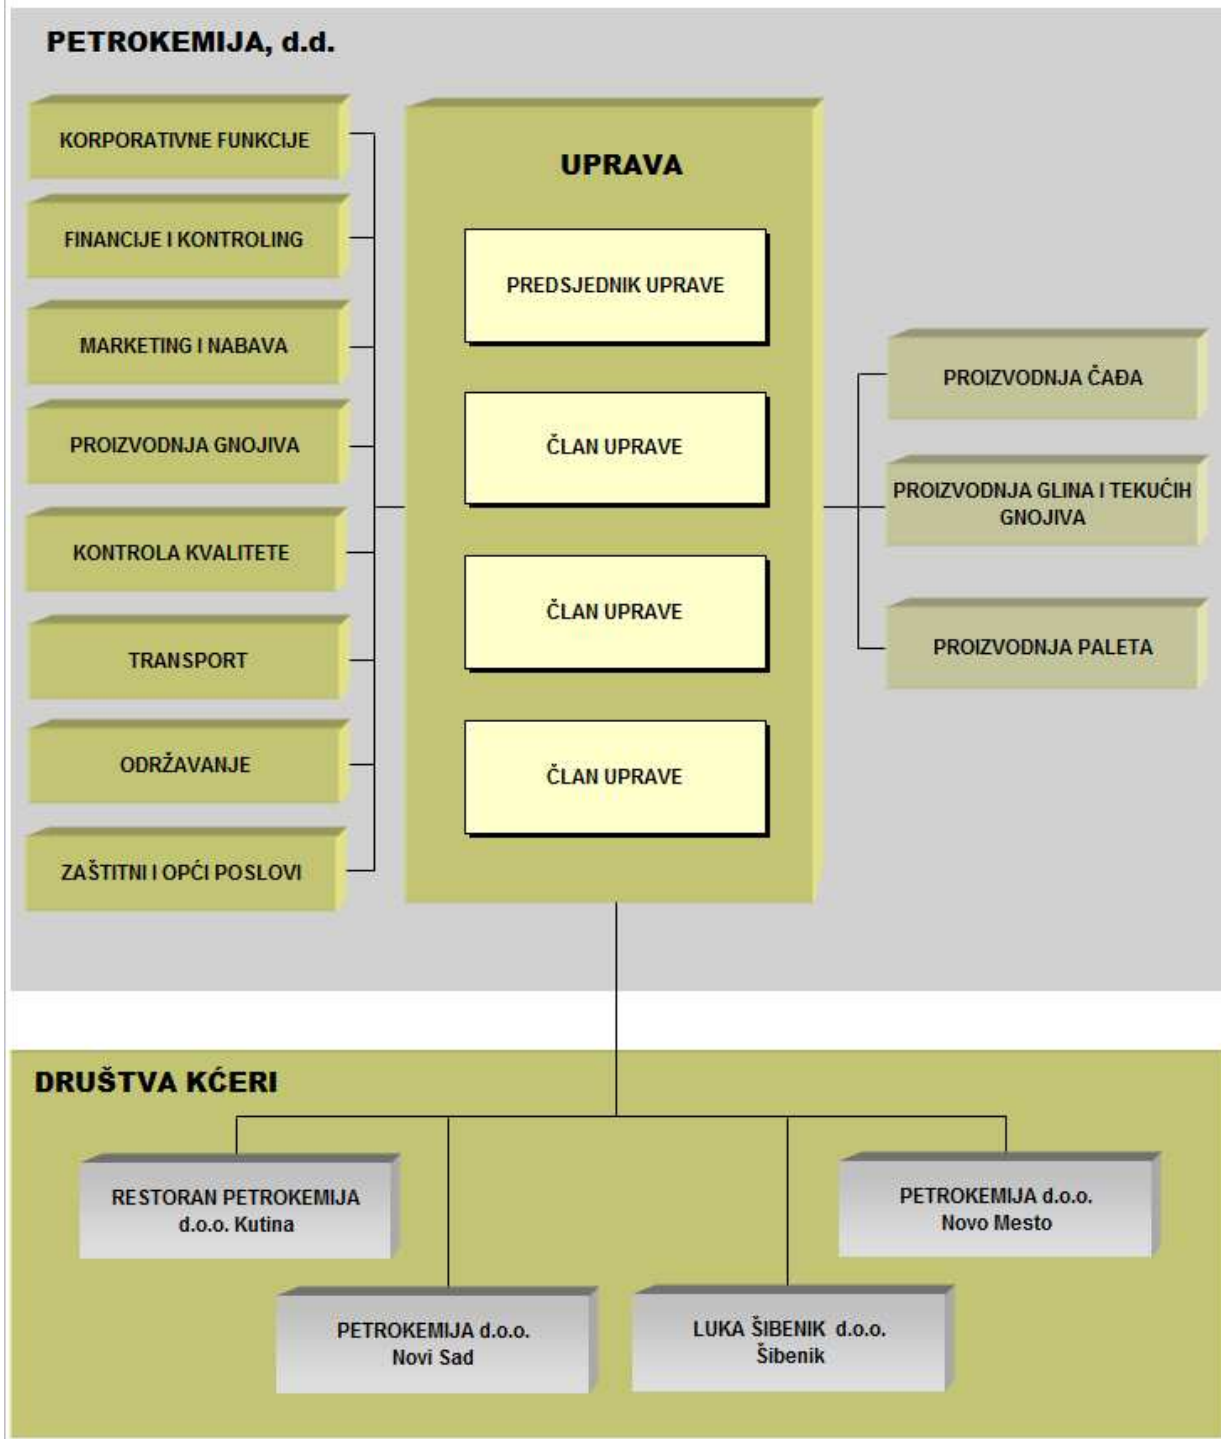 PETROKEMIJA, d.d.
KORPORATIVNE FUNKCIJE
FINANCIJE I KONTROLING
MARKETING I NABAVA
PROIZVODNJA GNOJIVA
KONTROLA KVALITETE
TRANSPORT
ODRŽAVANJE
ZAŠTITNI I OPĆI POSLOVI
UPRAVA
PREDSJEDNIK UPRAVE
ČLAN UPRAVE
ČLAN UPRAVE
ČLAN UPRAVE
PROIZVODNJA ČAĐA
PROIZVODNJA GLINA I TEKUĆIH
GNOJIVA
PROIZVODNJA PALETA
DRUŠTVA KĆERI
RESTORAN PETROKEMIJA
d.o.o. Kutina
PETROKEMIJA d.o.o.
Novi Sad
LUKA ŠIBENIK d.o.o.
Šibenik
PETROKEMIJA d.o.o.
Novo Mesto